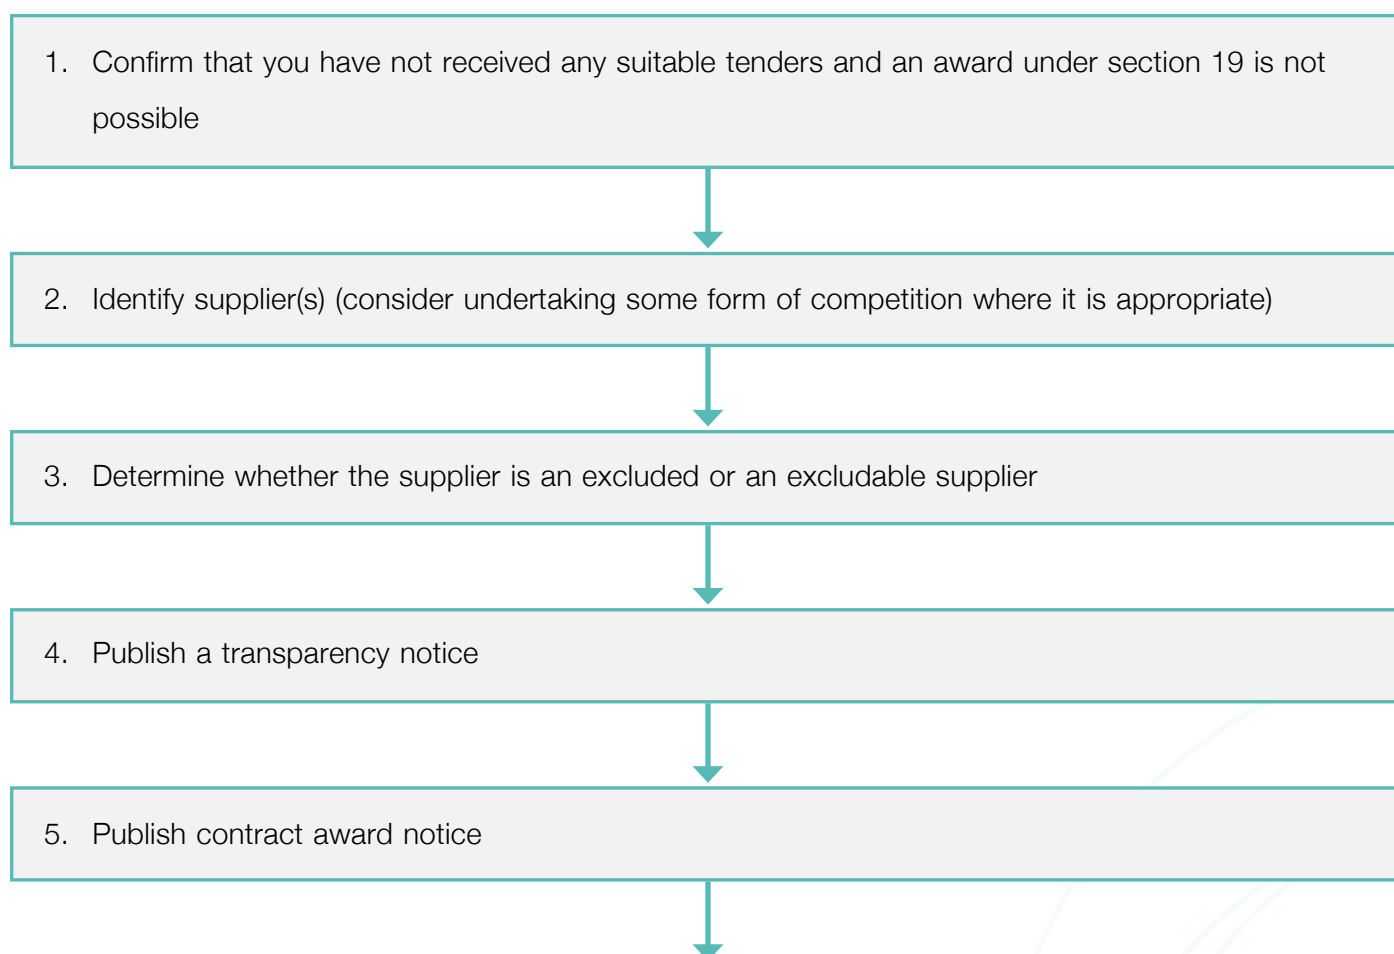 1. Confirm that you have not received any suitable tenders and an award under section 19 is not
possible
2. Identify supplier(s) (consider undertaking some form of competition where it is appropriate)
3. Determine whether the supplier is an excluded or an excludable supplier
4. Publish a transparency notice
5. Publish contract award notice